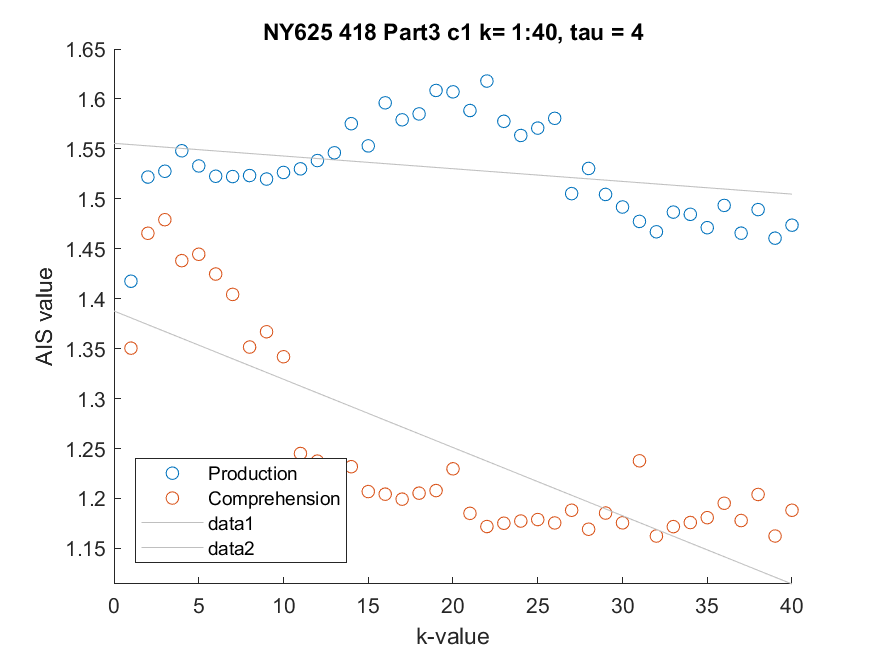 NY625 418 Part3 c1 k= 1:40, tau = 4
1.65
1.6
1.55
1.5
1.45
1.4
1.35
1.3
1.25
1.2
1.15
AIS value
Production
Comprehension
data1
data2
0 5 10 15 20 25 30 35 40
k-value